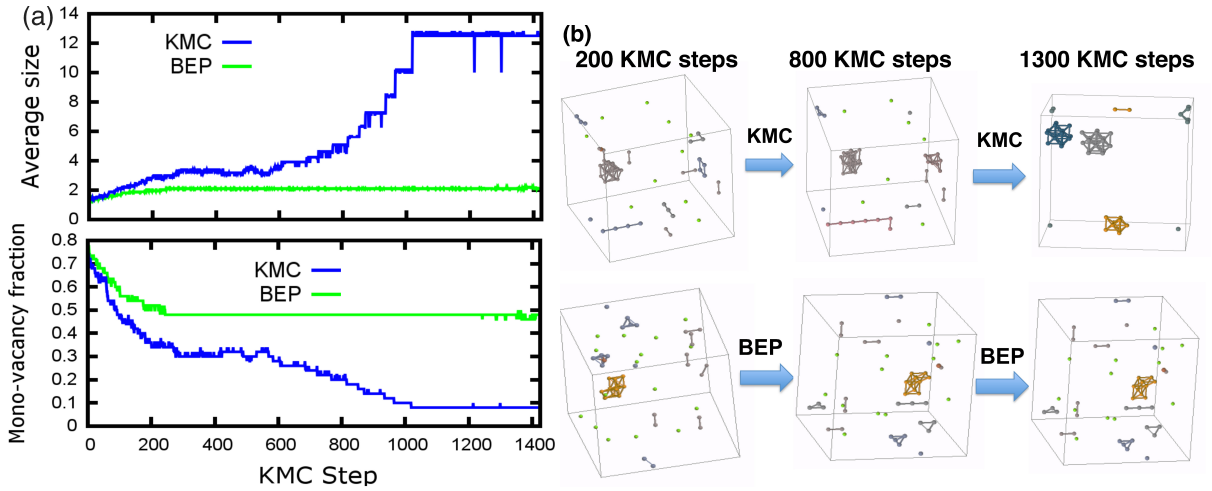 (a)
14
12
10
8
6
4
2
0
Average size
KMC
BEP
0.8
0.7
0.6
0.5
0.4
0.3
0.2
0.1
0
Mono-vacancy fraction
KMC
BEP
0 200 400 600 800 1000 1200 1400
KMC Step
(b)
200 KMC steps 800 KMC steps 1300 KMC steps
KMC KMC
BEP BEP